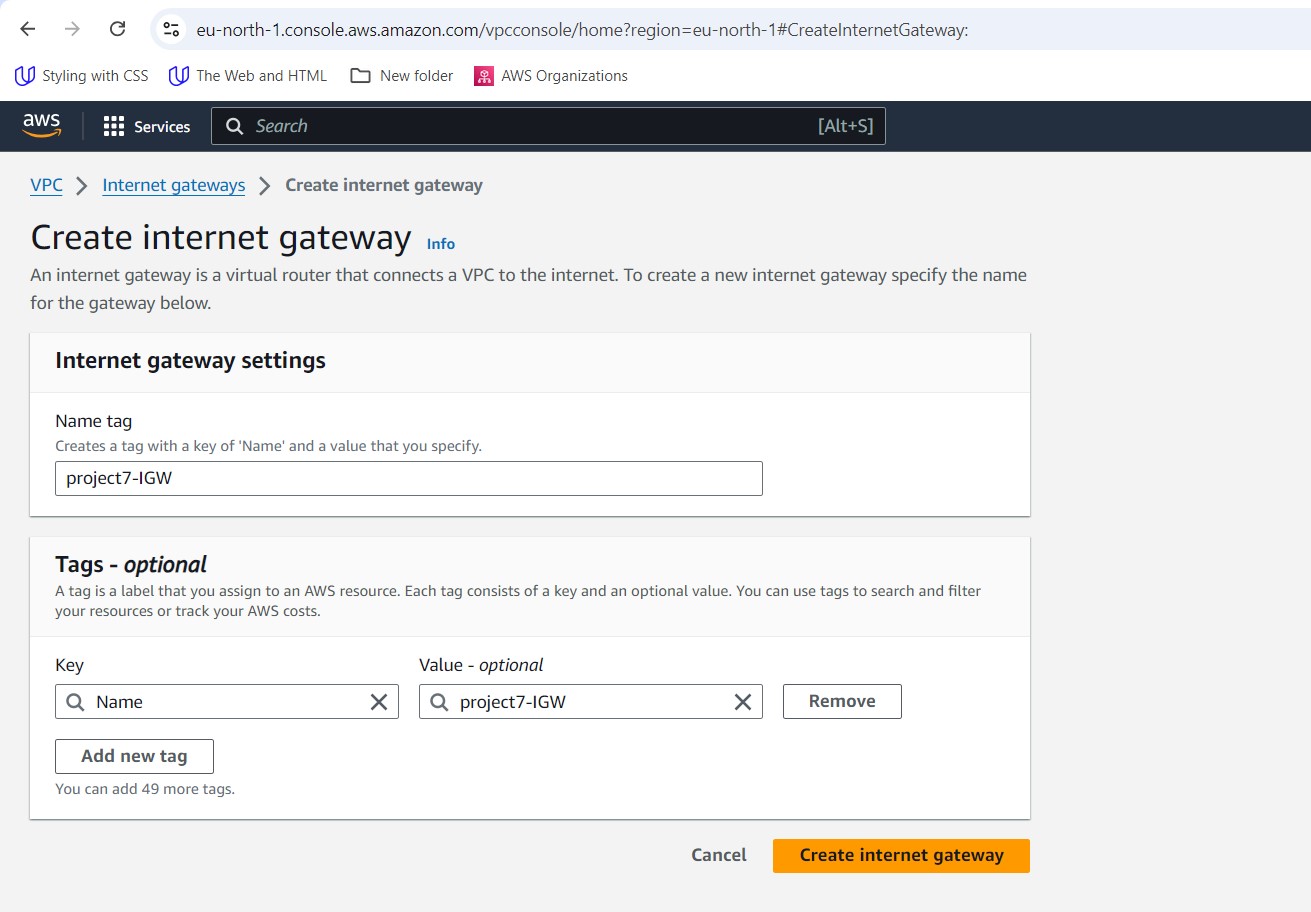 eu-north-1.console.aws.amazon.com/vpcconsole/home?region=eu-north-1#CreateInternetGateway:
Styling with CSS The Web and HTML New folder AWS Organizations
aws Services Search [Alt+S]
VPC Internet gateways Create internet gateway
Create internet gateway Info
An internet gateway is a virtual router that connects a VPC to the internet. To create a new internet gateway specify the name
for the gateway below.
Internet gateway settings
Name tag
Creates a tag with a key of 'Name' and a value that you specify.
project7-IGW
Tags - optional
A tag is a label that you assign to an AWS resource. Each tag consists of a key and an optional value. You can use tags to search and filter
your resources or track your AWS costs.
Key Value - optional
Name project7-IGW Remove
Add new tag
You can add 49 more tags.
Cancel Create internet gateway